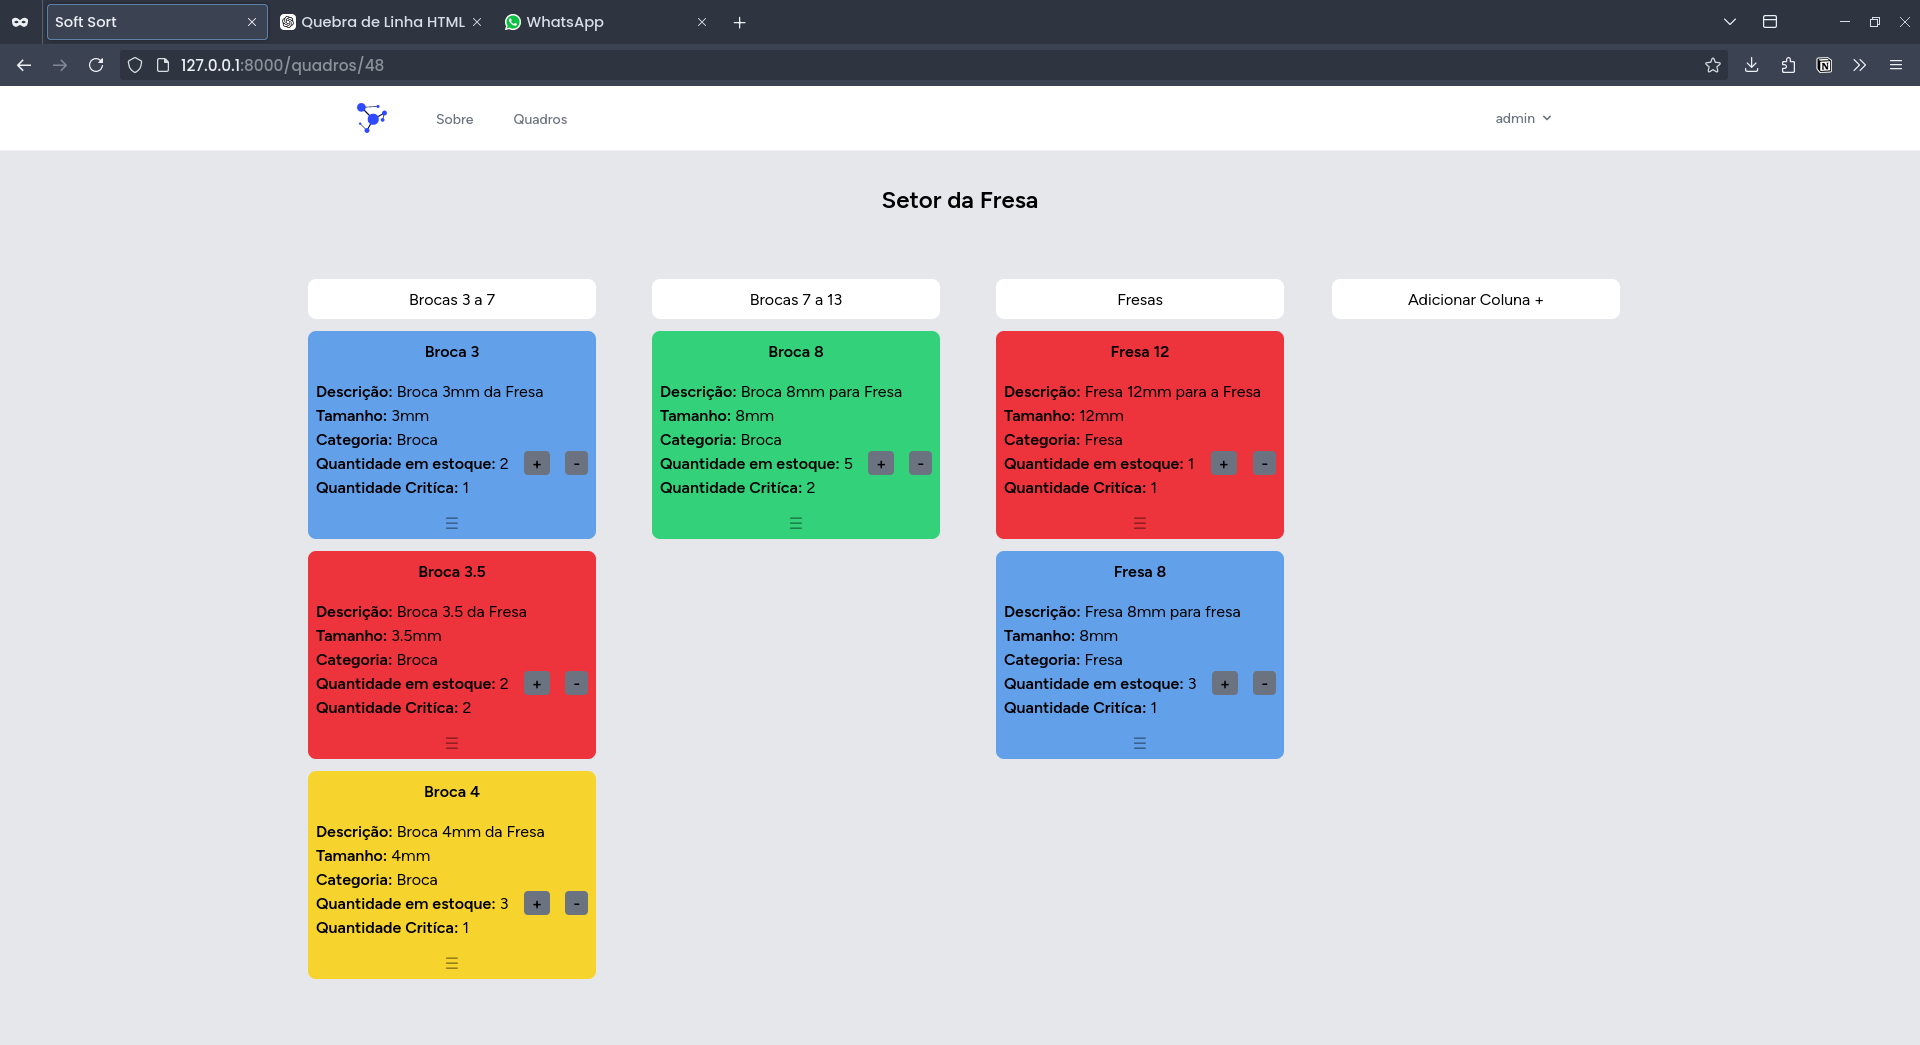 Soft Sort
Quebra de Linha HTML
WhatsApp
127.0.0.1:8000/quadros/48
Sobre
Quadros
admin
Setor da Fresa
Brocas 3 a 7
Broca 3
Descrição: Broca 3mm da Fresa
Tamanho: 3mm
Categoria: Broca
Quantidade em estoque: 2 + -
Quantidade Critíca: 1
Broca 3.5
Descrição: Broca 3.5 da Fresa
Tamanho: 3.5mm
Categoria: Broca
Quantidade em estoque: 2 + -
Quantidade Critíca: 2
Broca 4
Descrição: Broca 4mm da Fresa
Tamanho: 4mm
Categoria: Broca
Quantidade em estoque: 3 + -
Quantidade Critíca: 1
Brocas 7 a 13
Broca 8
Descrição: Broca 8mm para Fresa
Tamanho: 8mm
Categoria: Broca
Quantidade em estoque: 5 + -
Quantidade Critíca: 2
Fresas
Fresa 12
Descrição: Fresa 12mm para a Fresa
Tamanho: 12mm
Categoria: Fresa
Quantidade em estoque: 1 + -
Quantidade Critíca: 1
Fresa 8
Descrição: Fresa 8mm para fresa
Tamanho: 8mm
Categoria: Fresa
Quantidade em estoque: 3 + -
Quantidade Critíca: 1
Adicionar Coluna +